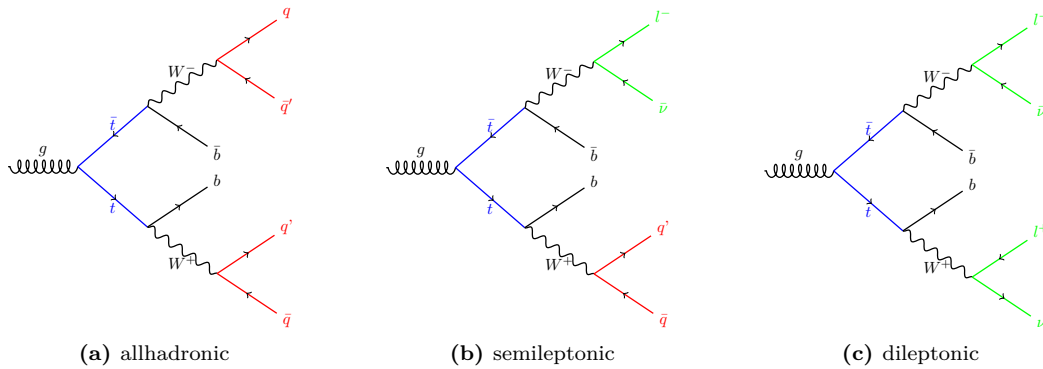 q
W⁻
q̄′
t̄
b̄
g
b
t
q'
W⁺
q̄
(a) allhadronic
l⁻
W⁻
ν̄
t̄
b̄
g
b
t
q'
W⁺
q̄
(b) semileptonic
l⁻
W⁻
ν̄
t̄
b̄
g
b
t
l⁺
W⁺
ν
(c) dileptonic